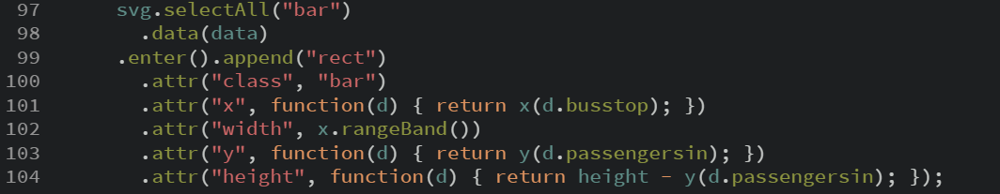 97 svg.selectAll("bar")
98 .data(data)
99 .enter().append("rect")
100 .attr("class", "bar")
101 .attr("x", function(d) { return x(d.busstop); })
102 .attr("width", x.rangeBand())
103 .attr("y", function(d) { return y(d.passengersin); })
104 .attr("height", function(d) { return height - y(d.passengersin); });